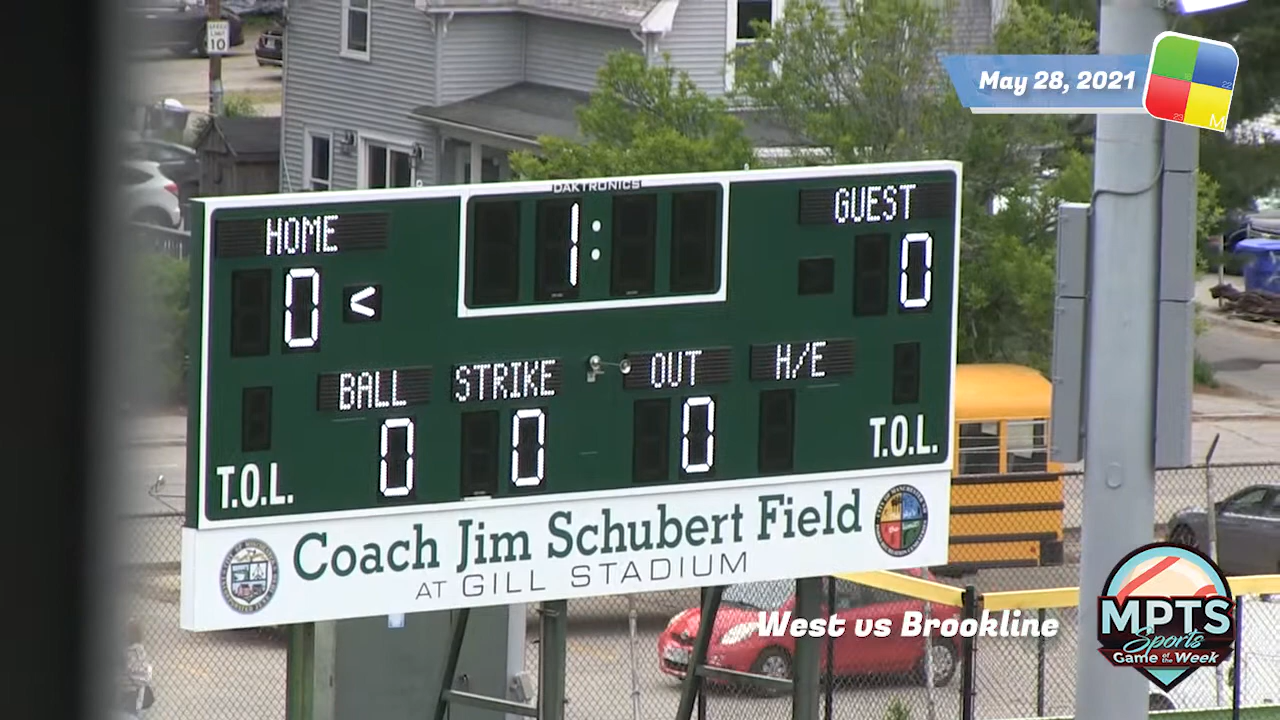 SPEED
LIMIT
10
May 28, 2021
M
DAKTRONICS
HOME
1:
GUEST
0 <
0
BALL
STRIKE
OUT
H/E
0
0
0
T.O.L.
T.O.L.
Coach Jim Schubert Field
AT GILL STADIUM
West vs Brookline
MPTS
Sports
Game of the Week